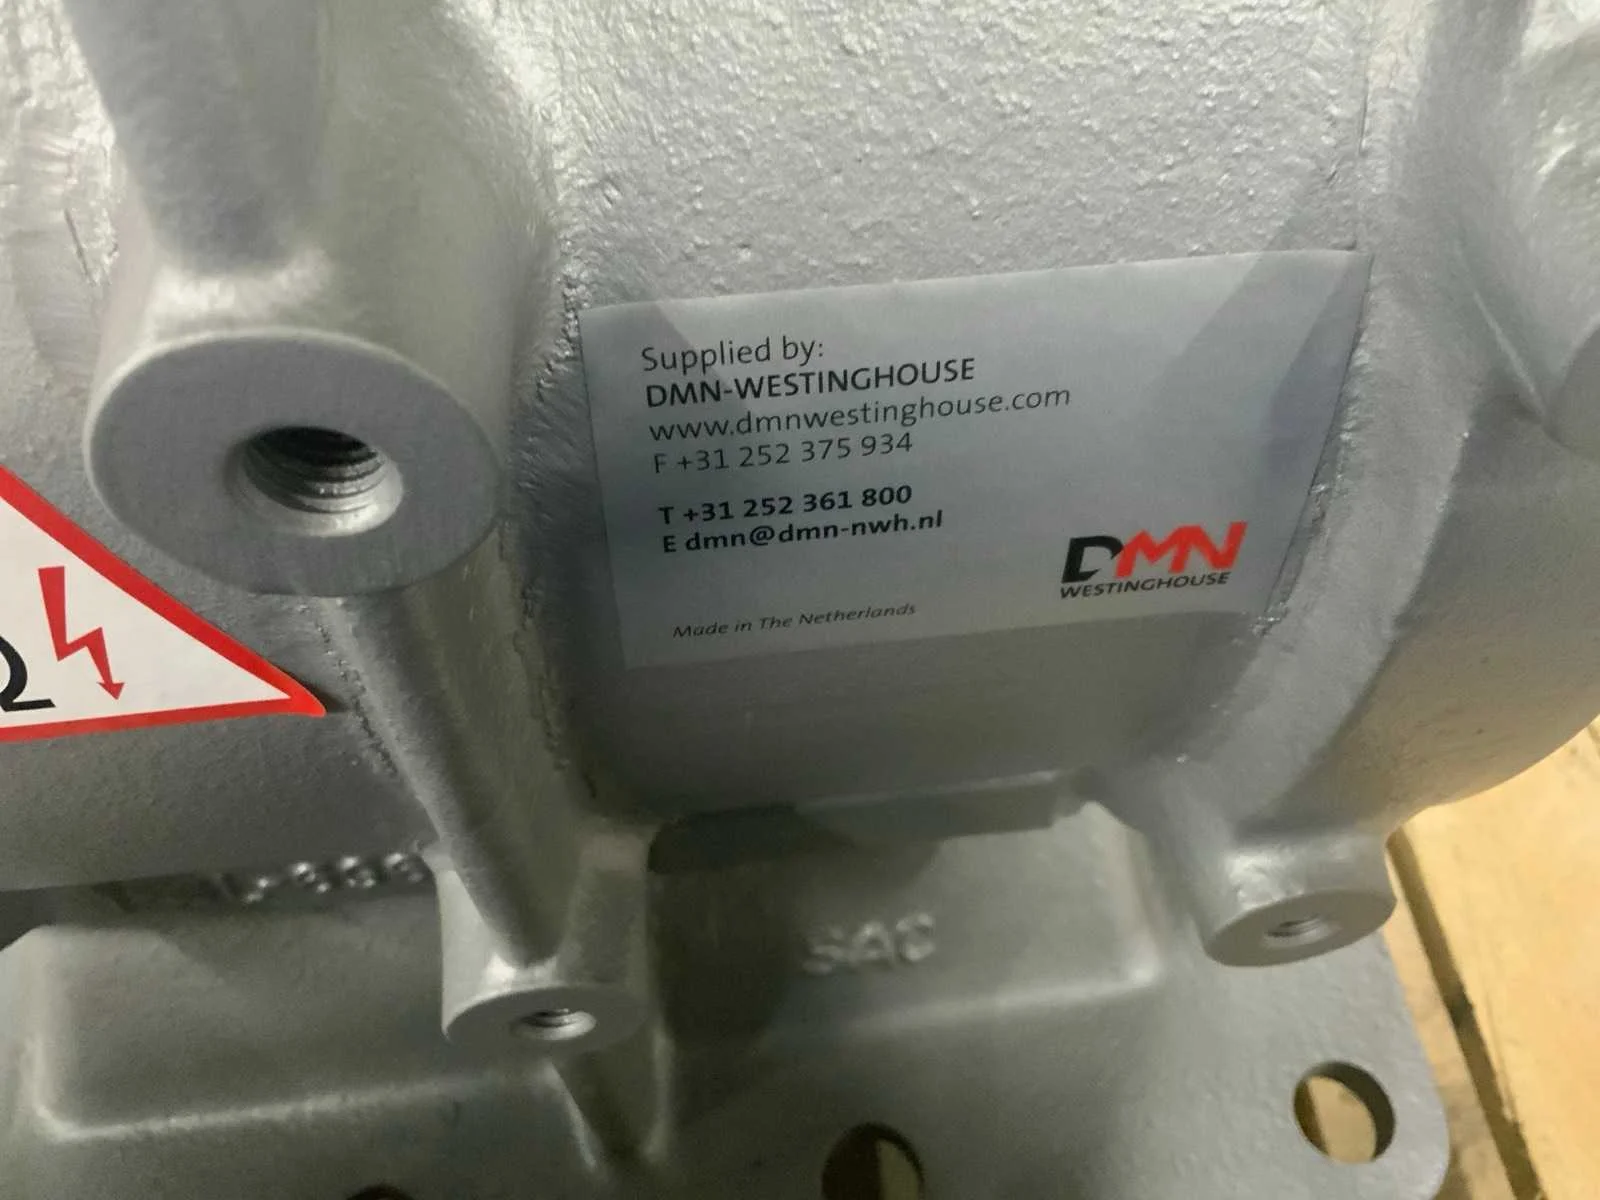 Supplied by:
DMN-WESTINGHOUSE
www.dmnwestinghouse.com
F +31 252 375 934
T +31 252 361 800
E dmn@dmn-nwh.nl
DMN
WESTINGHOUSE
Made in The Netherlands
Ω